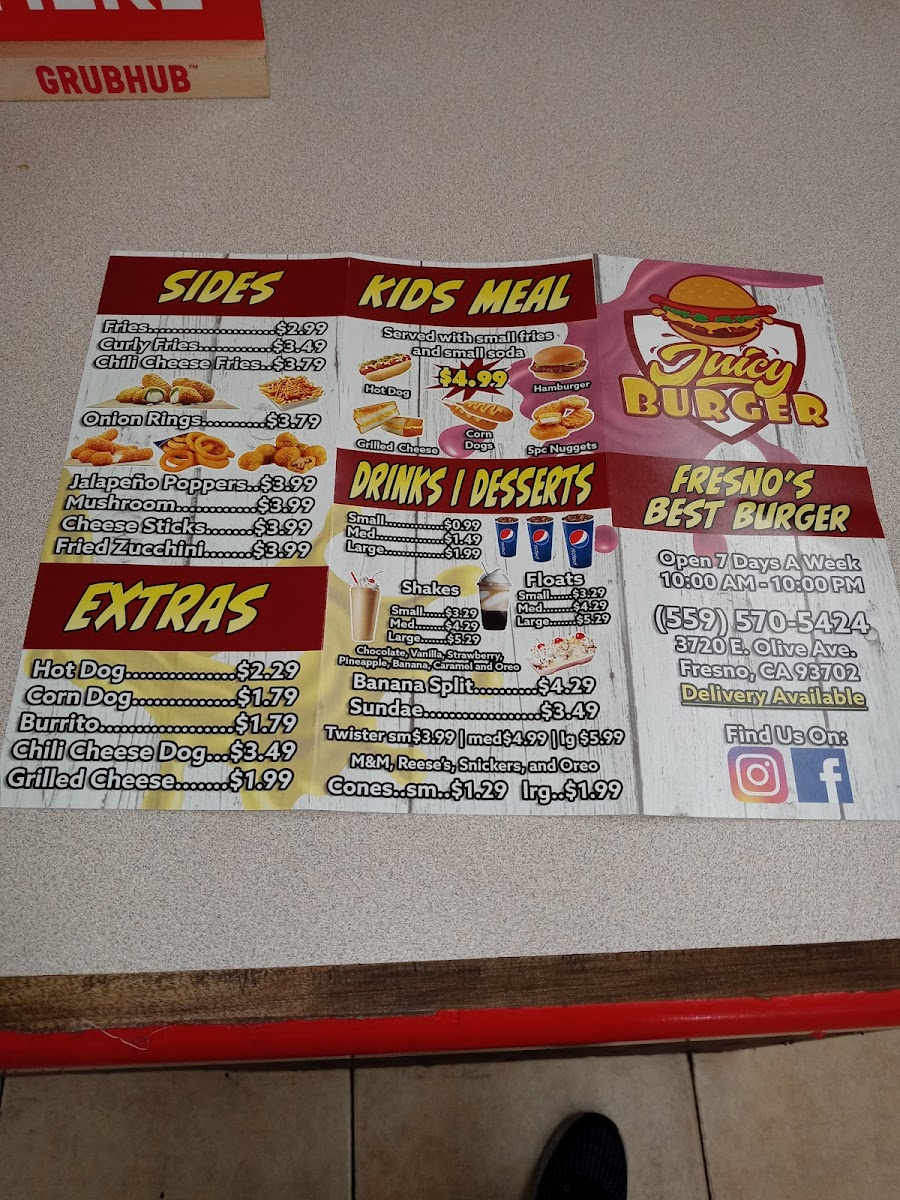 GRUBHUB™
SIDES
Fries......................$2.99
Curly Fries............$3.49
Chili Cheese Fries..$3.79
Onion Rings..........$3.79
Jalapeño Poppers..$3.99
Mushroom.............$3.99
Cheese Sticks........$3.99
Fried Zucchini.......$3.99
EXTRAS
Hot Dog................$2.29
Corn Dog...............$1.79
Burrito...................$1.79
Chili Cheese Dog...$3.49
Grilled Cheese.......$1.99
KIDS MEAL
Served with small fries
and small soda
$4.99
Hot Dog
Hamburger
Grilled Cheese
Corn
Dogs
5pc Nuggets
DRINKS / DESSERTS
Small..............$0.99
Med................$1.49
Large..............$1.99
pepsi
pepsi
pepsi
Shakes
Small......$3.29
Med........$4.29
Large......$5.29
Floats
Small......$3.29
Med........$4.29
Large.......$5.29
Chocolate, Vanilla, Strawberry,
Pineapple, Banana, Caramel and Oreo
Banana Split..........$4.29
Sundae..................$3.49
Twister sm$3.99 | med$4.99 | lg $5.99
M&M, Reese's, Snickers, and Oreo
Cones..sm..$1.29 lrg..$1.99
Juicy
BURGER
FRESNO'S
BEST BURGER
Open 7 Days A Week
10:00 AM - 10:00 PM
(559) 570-5424
3720 E. Olive Ave.
Fresno, CA 93702
Delivery Available
Find Us On:
f